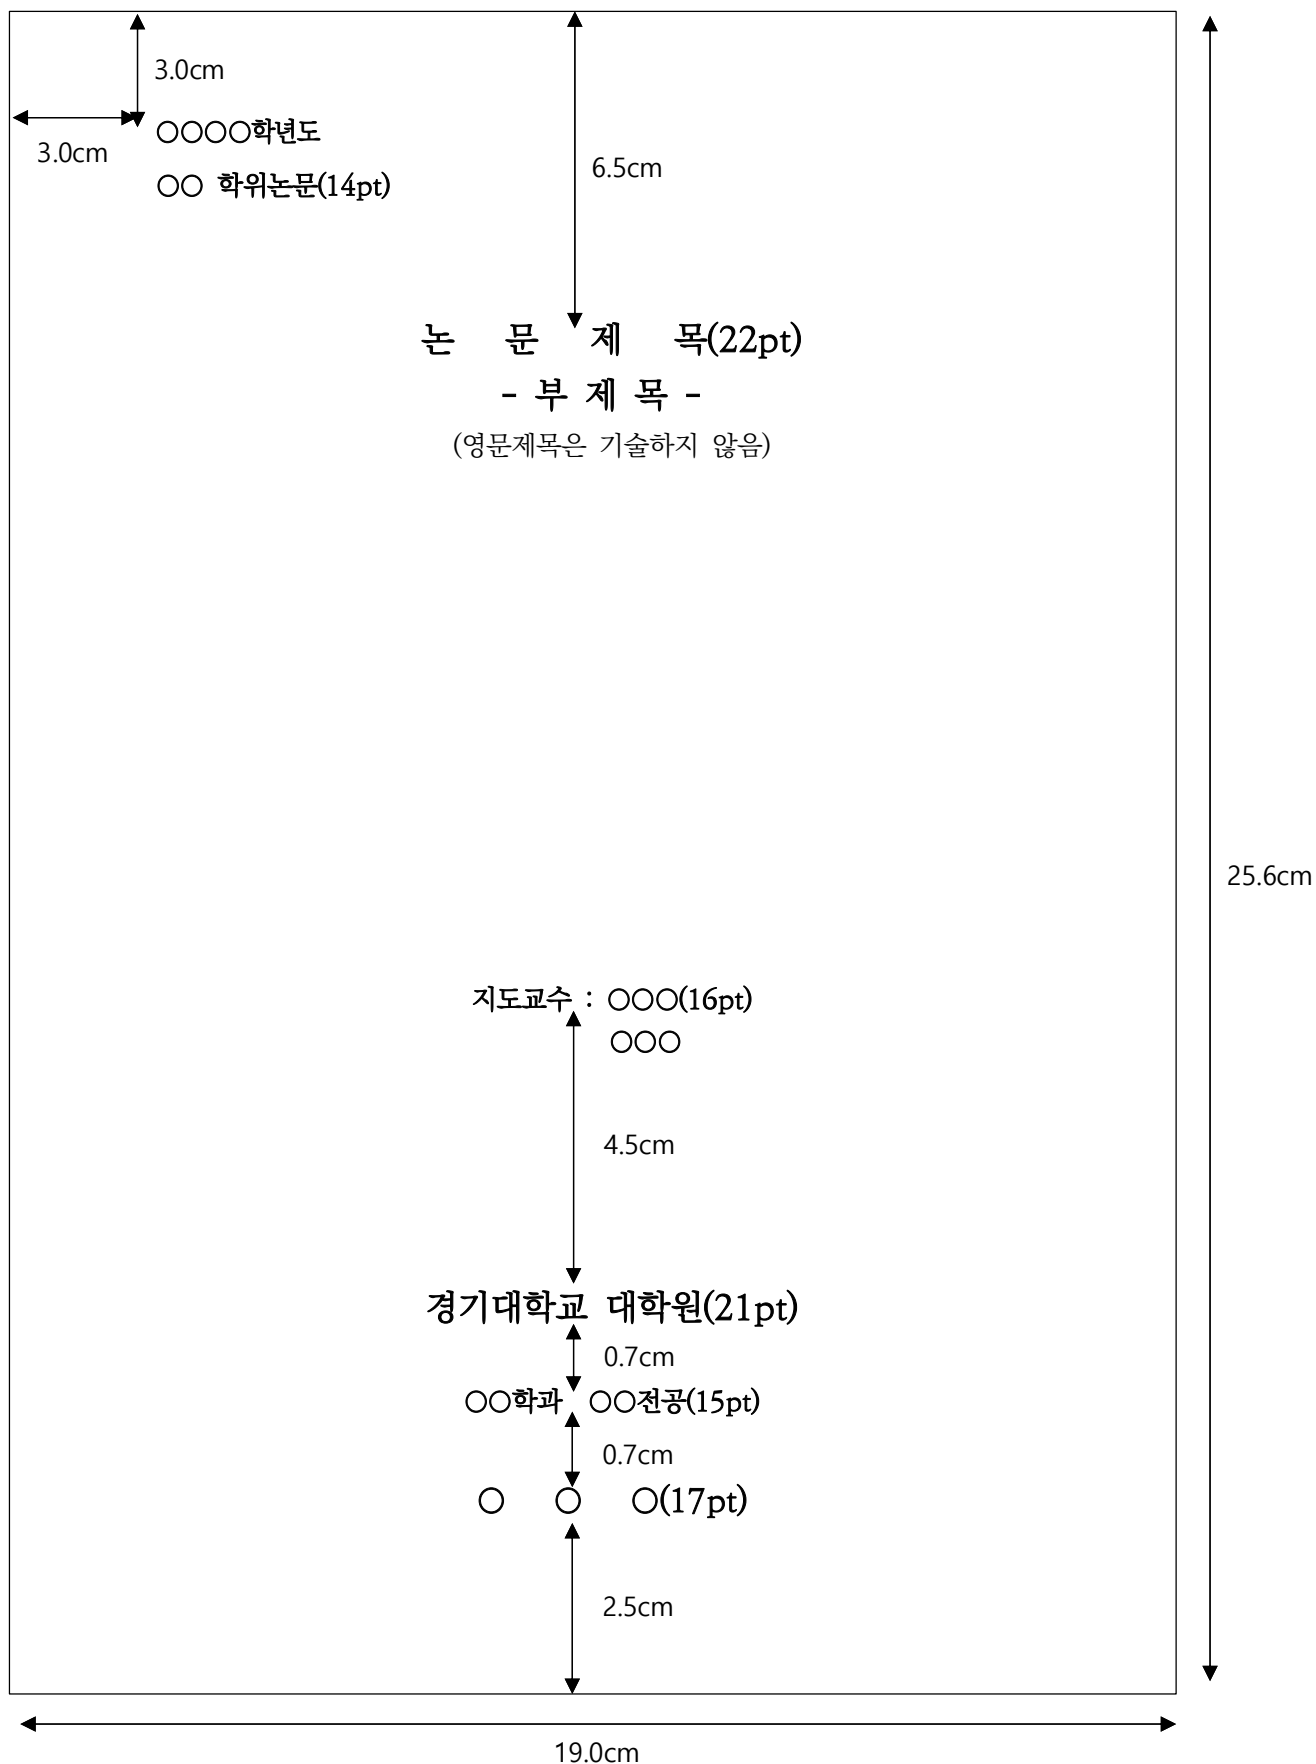 3.0cm
3.0cm
○○○○학년도
○○ 학위논문(14pt)
6.5cm
논 문 제 목(22pt)
- 부 제 목 -
(영문제목은 기술하지 않음)
25.6cm
지도교수 : ○○○(16pt)
○○○
4.5cm
경기대학교 대학원(21pt)
0.7cm
○○학과 ○○전공(15pt)
0.7cm
○ ○ ○(17pt)
2.5cm
19.0cm